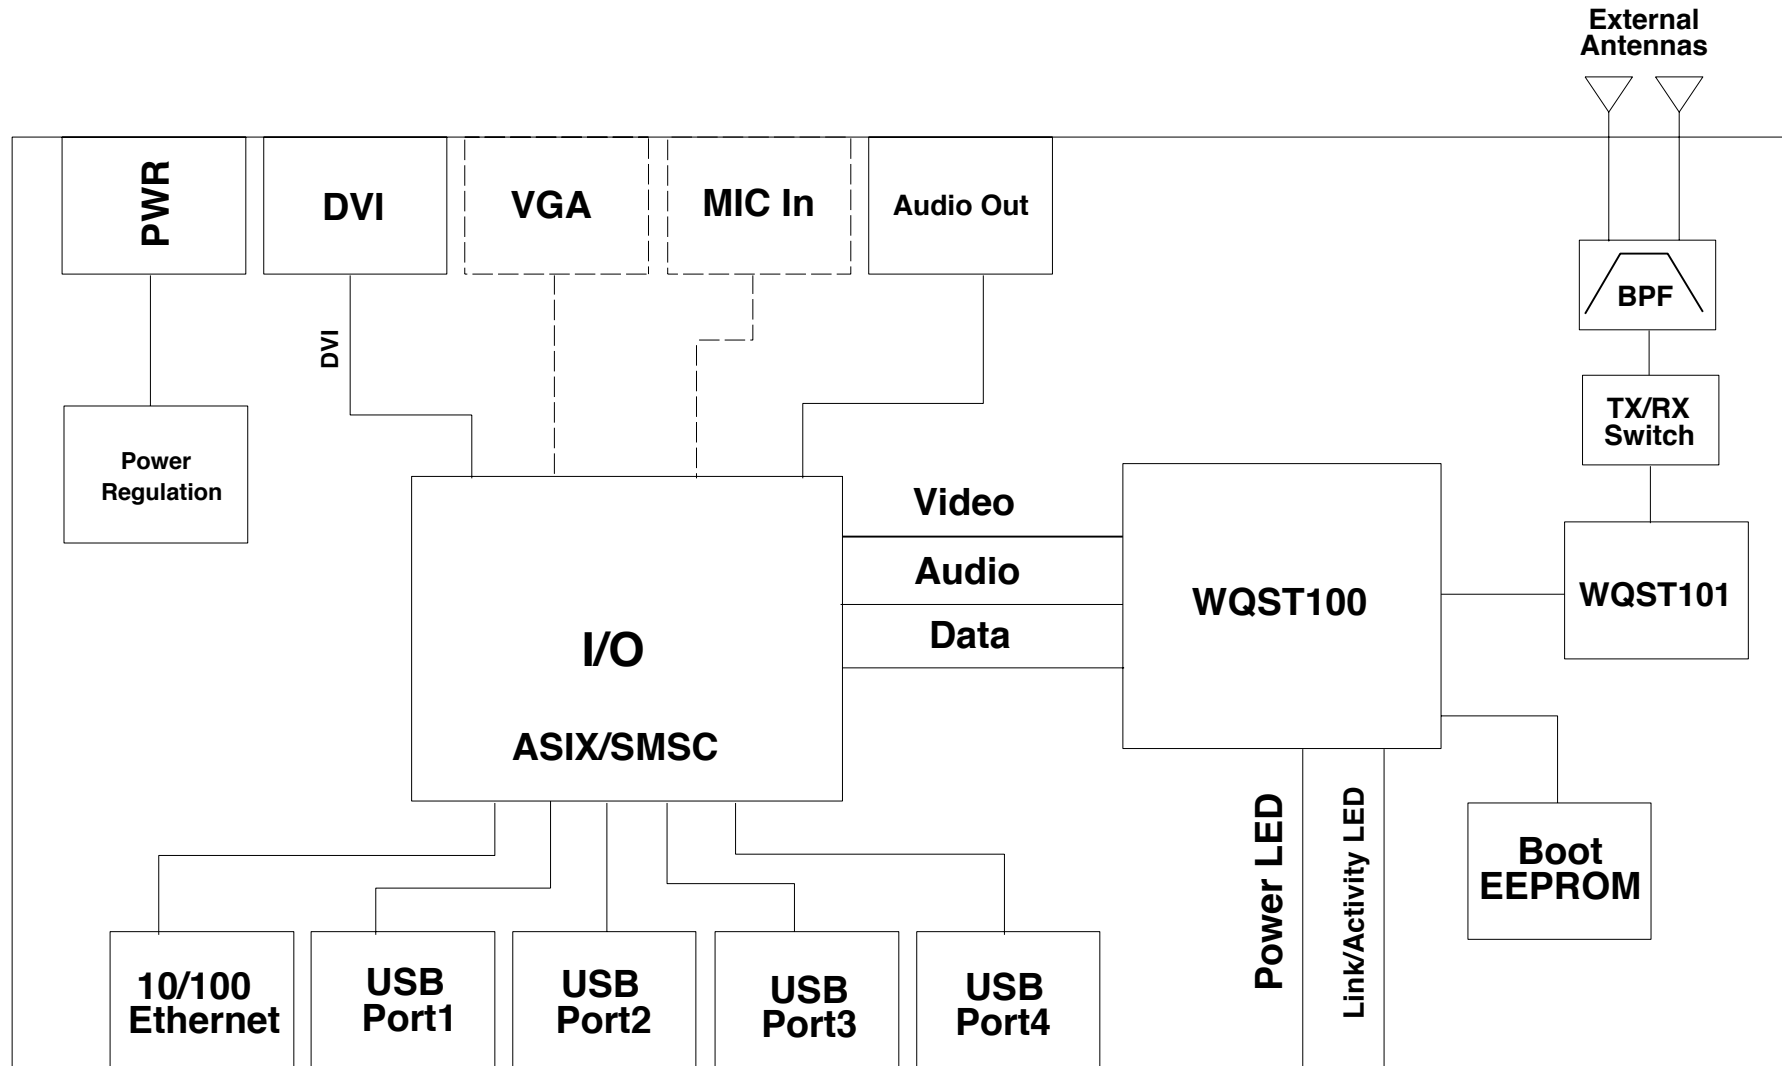 External
Antennas
PWR
DVI
VGA
MIC In
Audio Out
BPF
DVI
TX/RX
Switch
Power
Regulation
Video
Audio
Data
I/O
ASIX/SMSC
WQST100
WQST101
Power LED
Link/Activity LED
Boot
EEPROM
10/100
Ethernet
USB
Port1
USB
Port2
USB
Port3
USB
Port4